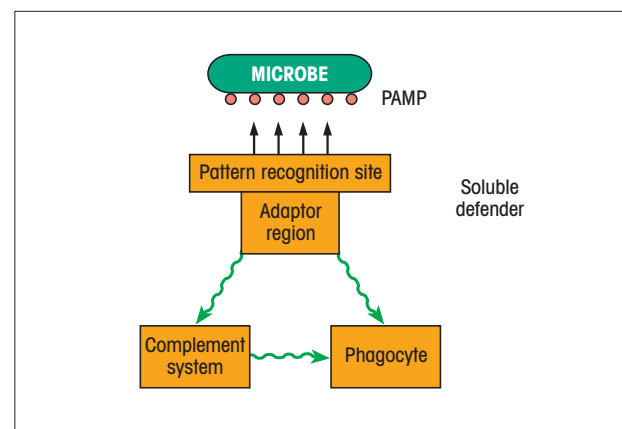 MICROBE
PAMP
Pattern recognition site
Adaptor
region
Soluble
defender
Complement
system
Phagocyte